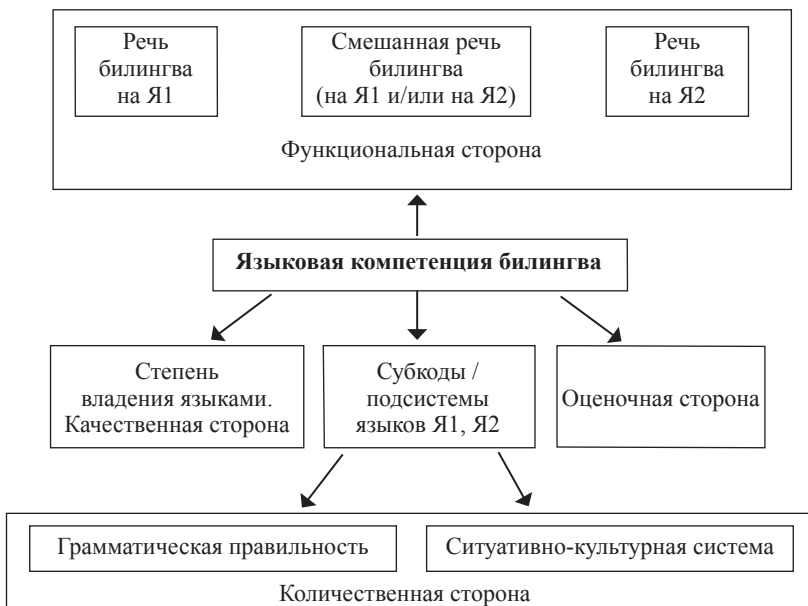 Речь
билингва
на Я1
Смешанная речь
билингва
(на Я1 и/или на Я2)
Речь
билингва
на Я2
Функциональная сторона
Языковая компетенция билингва
Степень
владения языками.
Качественная сторона
Субкоды /
подсистемы
языков Я1, Я2
Оценочная сторона
Грамматическая правильность
Ситуативно-культурная система
Количественная сторона